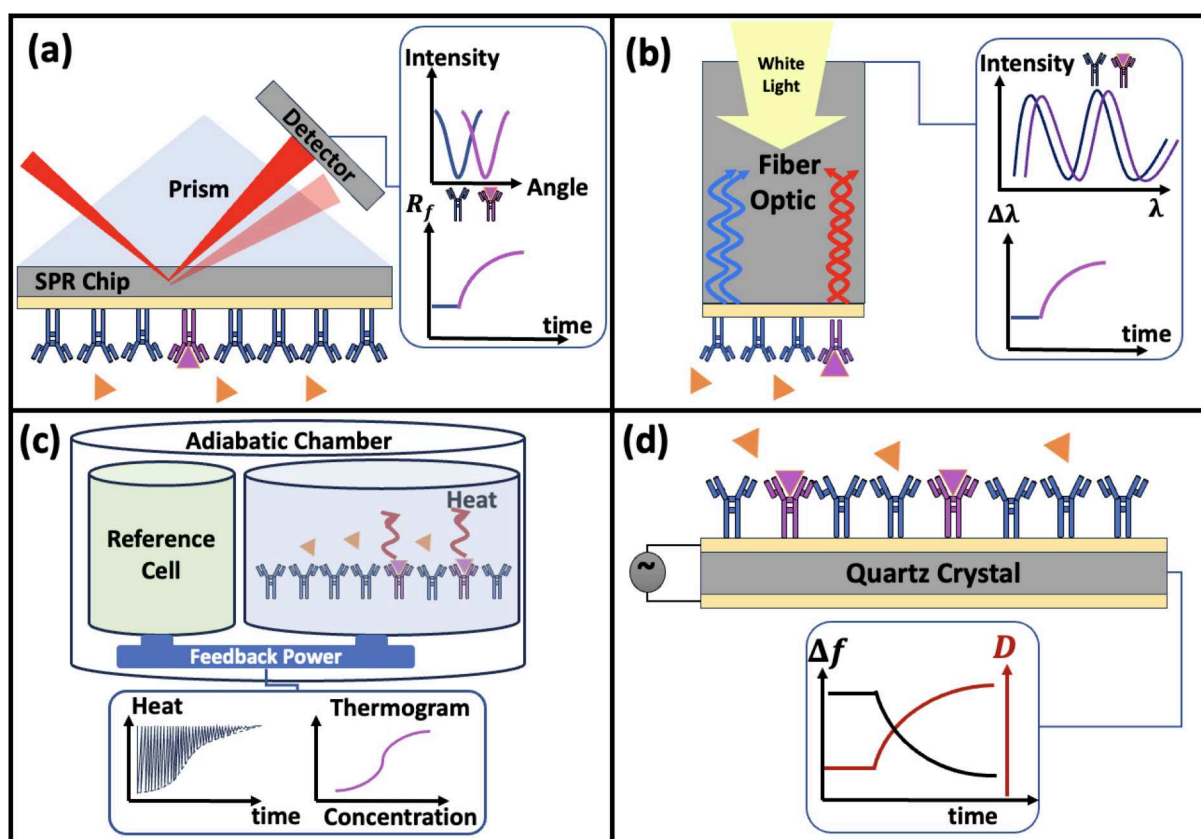 (a)
Prism
Detector
SPR Chip
Intensity
Angle
R_f
time
(b)
White
Light
Fiber
Optic
Intensity
λ
Δλ
time
(c)
Adiabatic Chamber
Reference
Cell
Heat
Feedback Power
Heat
time
Thermogram
Concentration
(d)
~
Quartz Crystal
Δf
D
time